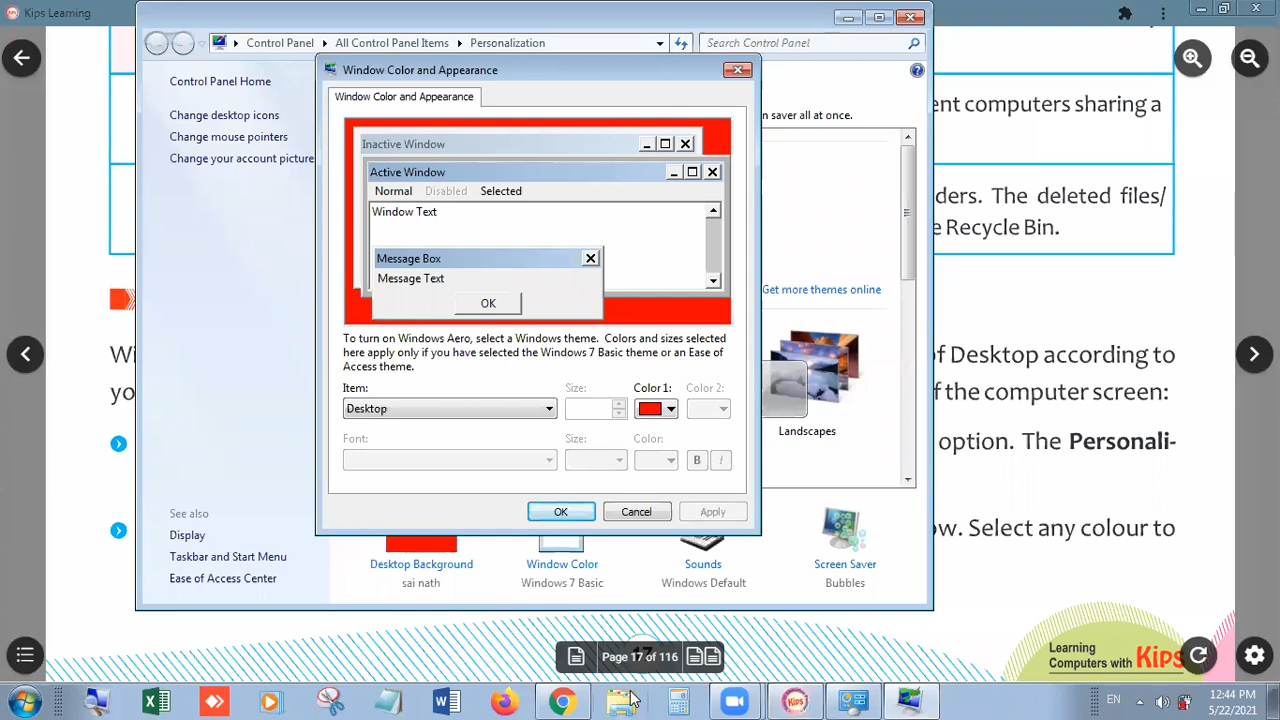 Kips Learning
Control Panel
All Control Panel Items
Personalization
Search Control Panel
Control Panel Home
Change desktop icons
Change mouse pointers
Change your account picture
See also
Display
Taskbar and Start Menu
Ease of Access Center
Window Color and Appearance
Window Color and Appearance
Inactive Window
Active Window
Normal Disabled Selected
Window Text
Message Box
Message Text
OK
To turn on Windows Aero, select a Windows theme. Colors and sizes selected
here apply only if you have selected the Windows 7 Basic theme or an Ease of
Access theme.
Item: Size: Color 1: Color 2:
Desktop
Font: Size: Color:
B I
OK Cancel Apply
n saver all at once.
Get more themes online
Landscapes
Desktop Background
sai nath
Window Color
Windows 7 Basic
Sounds
Windows Default
Screen Saver
Bubbles
ent computers sharing a
ders. The deleted files/
e Recycle Bin.
Wi of Desktop according to
yo f the computer screen:
option. The Personali-
ow. Select any colour to
Page 17 of 116
Learning
Computers with Kips
EN
12:44 PM
5/22/2021